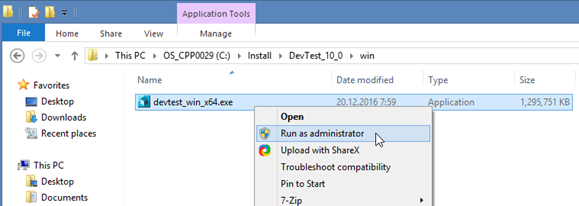 Application Tools
File
Home
Share
View
Manage
This PC
OS_CPP0029 (C:)
Install
DevTest_10_0
win
Favorites
Desktop
Downloads
Recent places
This PC
Desktop
Documents
Name
Date modified
Type
Size
devtest_win_x64.exe
20.12.2016 7:59
Application
1,295,751 KB
Open
Run as administrator
Upload with ShareX
Troubleshoot compatibility
Pin to Start
7-Zip